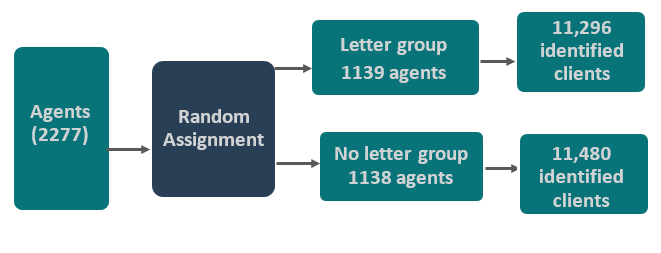 Agents
(2277)
Random
Assignment
Letter group
1139 agents
11,296
identified
clients
No letter group
1138 agents
11,480
identified
clients